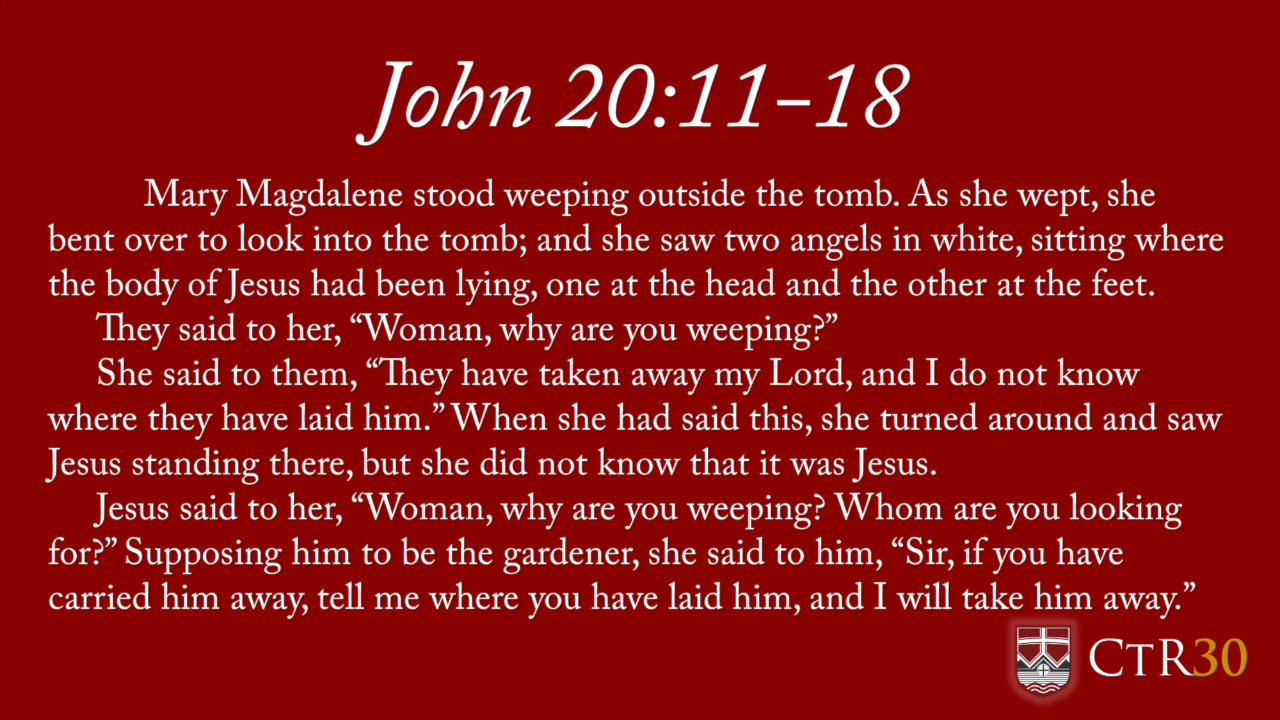 John 20:11–18
Mary Magdalene stood weeping outside the tomb. As she wept, she
bent over to look into the tomb; and she saw two angels in white, sitting where
the body of Jesus had been lying, one at the head and the other at the feet.
They said to her, “Woman, why are you weeping?”
She said to them, “They have taken away my Lord, and I do not know
where they have laid him.” When she had said this, she turned around and saw
Jesus standing there, but she did not know that it was Jesus.
Jesus said to her, “Woman, why are you weeping? Whom are you looking
for?” Supposing him to be the gardener, she said to him, “Sir, if you have
carried him away, tell me where you have laid him, and I will take him away.”
CTR30